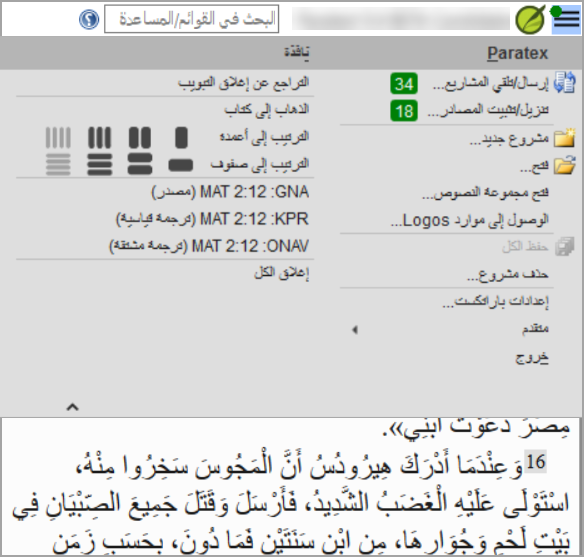 البحث في القوائم/المساعدة
Paratex
إرسال/تلقي المشاريع... 34
تنزيل/تثبيت المصادر... 18
مشروع جديد...
فتح...
فتح مجموعة النصوص...
الوصول إلى موارد Logos...
حفظ الكل
حذف مشروع...
إعدادات باراتكست...
متقدم
خروج
نافذة
التراجع عن إغلاق التبويب
الذهاب إلى كتاب
الترتيب إلى أعمدة
الترتيب إلى صفوف
GNA: MAT 2:12 (مصدر)
KPR: MAT 2:12 (ترجمة قياسية)
ONAV: MAT 2:12 (ترجمة مشتقة)
إغلاق الكل
مِصْرَ دَعَوْتُ ابْنِي».
16 وَعِنْدَمَا أَدْرَكَ هِيرُودُسُ أَنَّ الْمَجُوسَ سَخِرُوا مِنْهُ،
اسْتَوْلَى عَلَيْهِ الْغَضَبُ الشَّدِيدُ، فَأَرْسَلَ وَقَتَلَ جَمِيعَ الصِّبْيَانِ فِي
بَيْتِ لَحْمٍ وَجُوَارِهَا، مِنِ ابْنِ سَنَتَيْنِ فَمَا دُونَ، بِحَسَبِ زَمَنِ